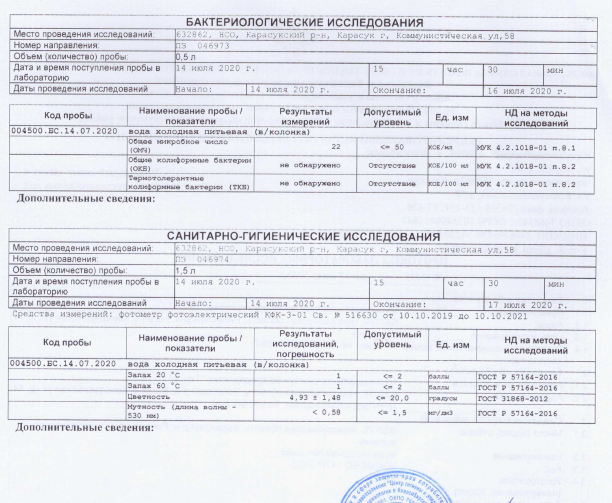 БАКТЕРИОЛОГИЧЕСКИЕ ИССЛЕДОВАНИЯ
Место проведения исследований: 632862, НСО, Карасукский р-н, Карасук г, Коммунистическая ул,58
Номер направления: ПЭ 046973
Объем (количество) пробы: 0,5 л
Дата и время поступления пробы в лабораторию 14 июля 2020 г. 15 час 30 мин
Даты проведения исследований Начало: 14 июля 2020 г. Окончание: 16 июля 2020 г.
Код пробы Наименование пробы / показатели Результаты измерений Допустимый уровень Ед. изм НД на методы исследований
004500.БС.14.07.2020 вода холодная питьевая (в/колонка)
Общее микробное число (ОМЧ) 22 <= 50 КОЕ/мл МУК 4.2.1018-01 п.8.1
Общие колиформные бактерии (ОКБ) не обнаружено Отсутствие КОЕ/100 мл МУК 4.2.1018-01 п.8.2
Термотолерантные колиформные бактерии (ТКБ) не обнаружено Отсутствие КОЕ/100 мл МУК 4.2.1018-01 п.8.2
Дополнительные сведения:
САНИТАРНО-ГИГИЕНИЧЕСКИЕ ИССЛЕДОВАНИЯ
Место проведения исследований: 632862, НСО, Карасукский р-н, Карасук г, Коммунистическая ул,58
Номер направления: ПЭ 046974
Объем (количество) пробы: 1,5 л
Дата и время поступления пробы в лабораторию 14 июля 2020 г. 15 час 30 мин
Даты проведения исследований Начало: 14 июля 2020 г. Окончание: 17 июля 2020 г.
Средства измерений: фотометр фотоэлектрический КФК-3-01 Св. № 516630 от 10.10.2019 до 10.10.2021
Код пробы Наименование пробы / показатели Результаты исследований, погрешность Допустимый уровень Ед. изм НД на методы исследований
004500.БС.14.07.2020 вода холодная питьевая (в/колонка)
Запах 20 °С 1 <= 2 баллы ГОСТ Р 57164-2016
Запах 60 °С 1 <= 2 баллы ГОСТ Р 57164-2016
Цветность 4,93 ± 1,48 <= 20,0 градусы ГОСТ 31868-2012
Мутность (длина волны - 530 нм) < 0,58 <= 1,5 мг/дм3 ГОСТ Р 57164-2016
Дополнительные сведения: